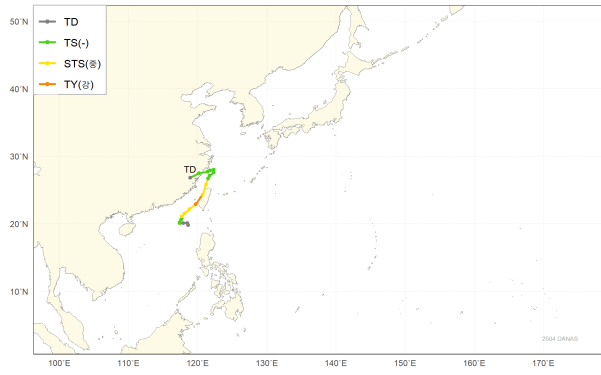 TD
TS(-)
STS(중)
TY(강)
50°N
40°N
30°N
20°N
10°N
TD
2504 DANAS
100°E
110°E
120°E
130°E
140°E
150°E
160°E
170°E